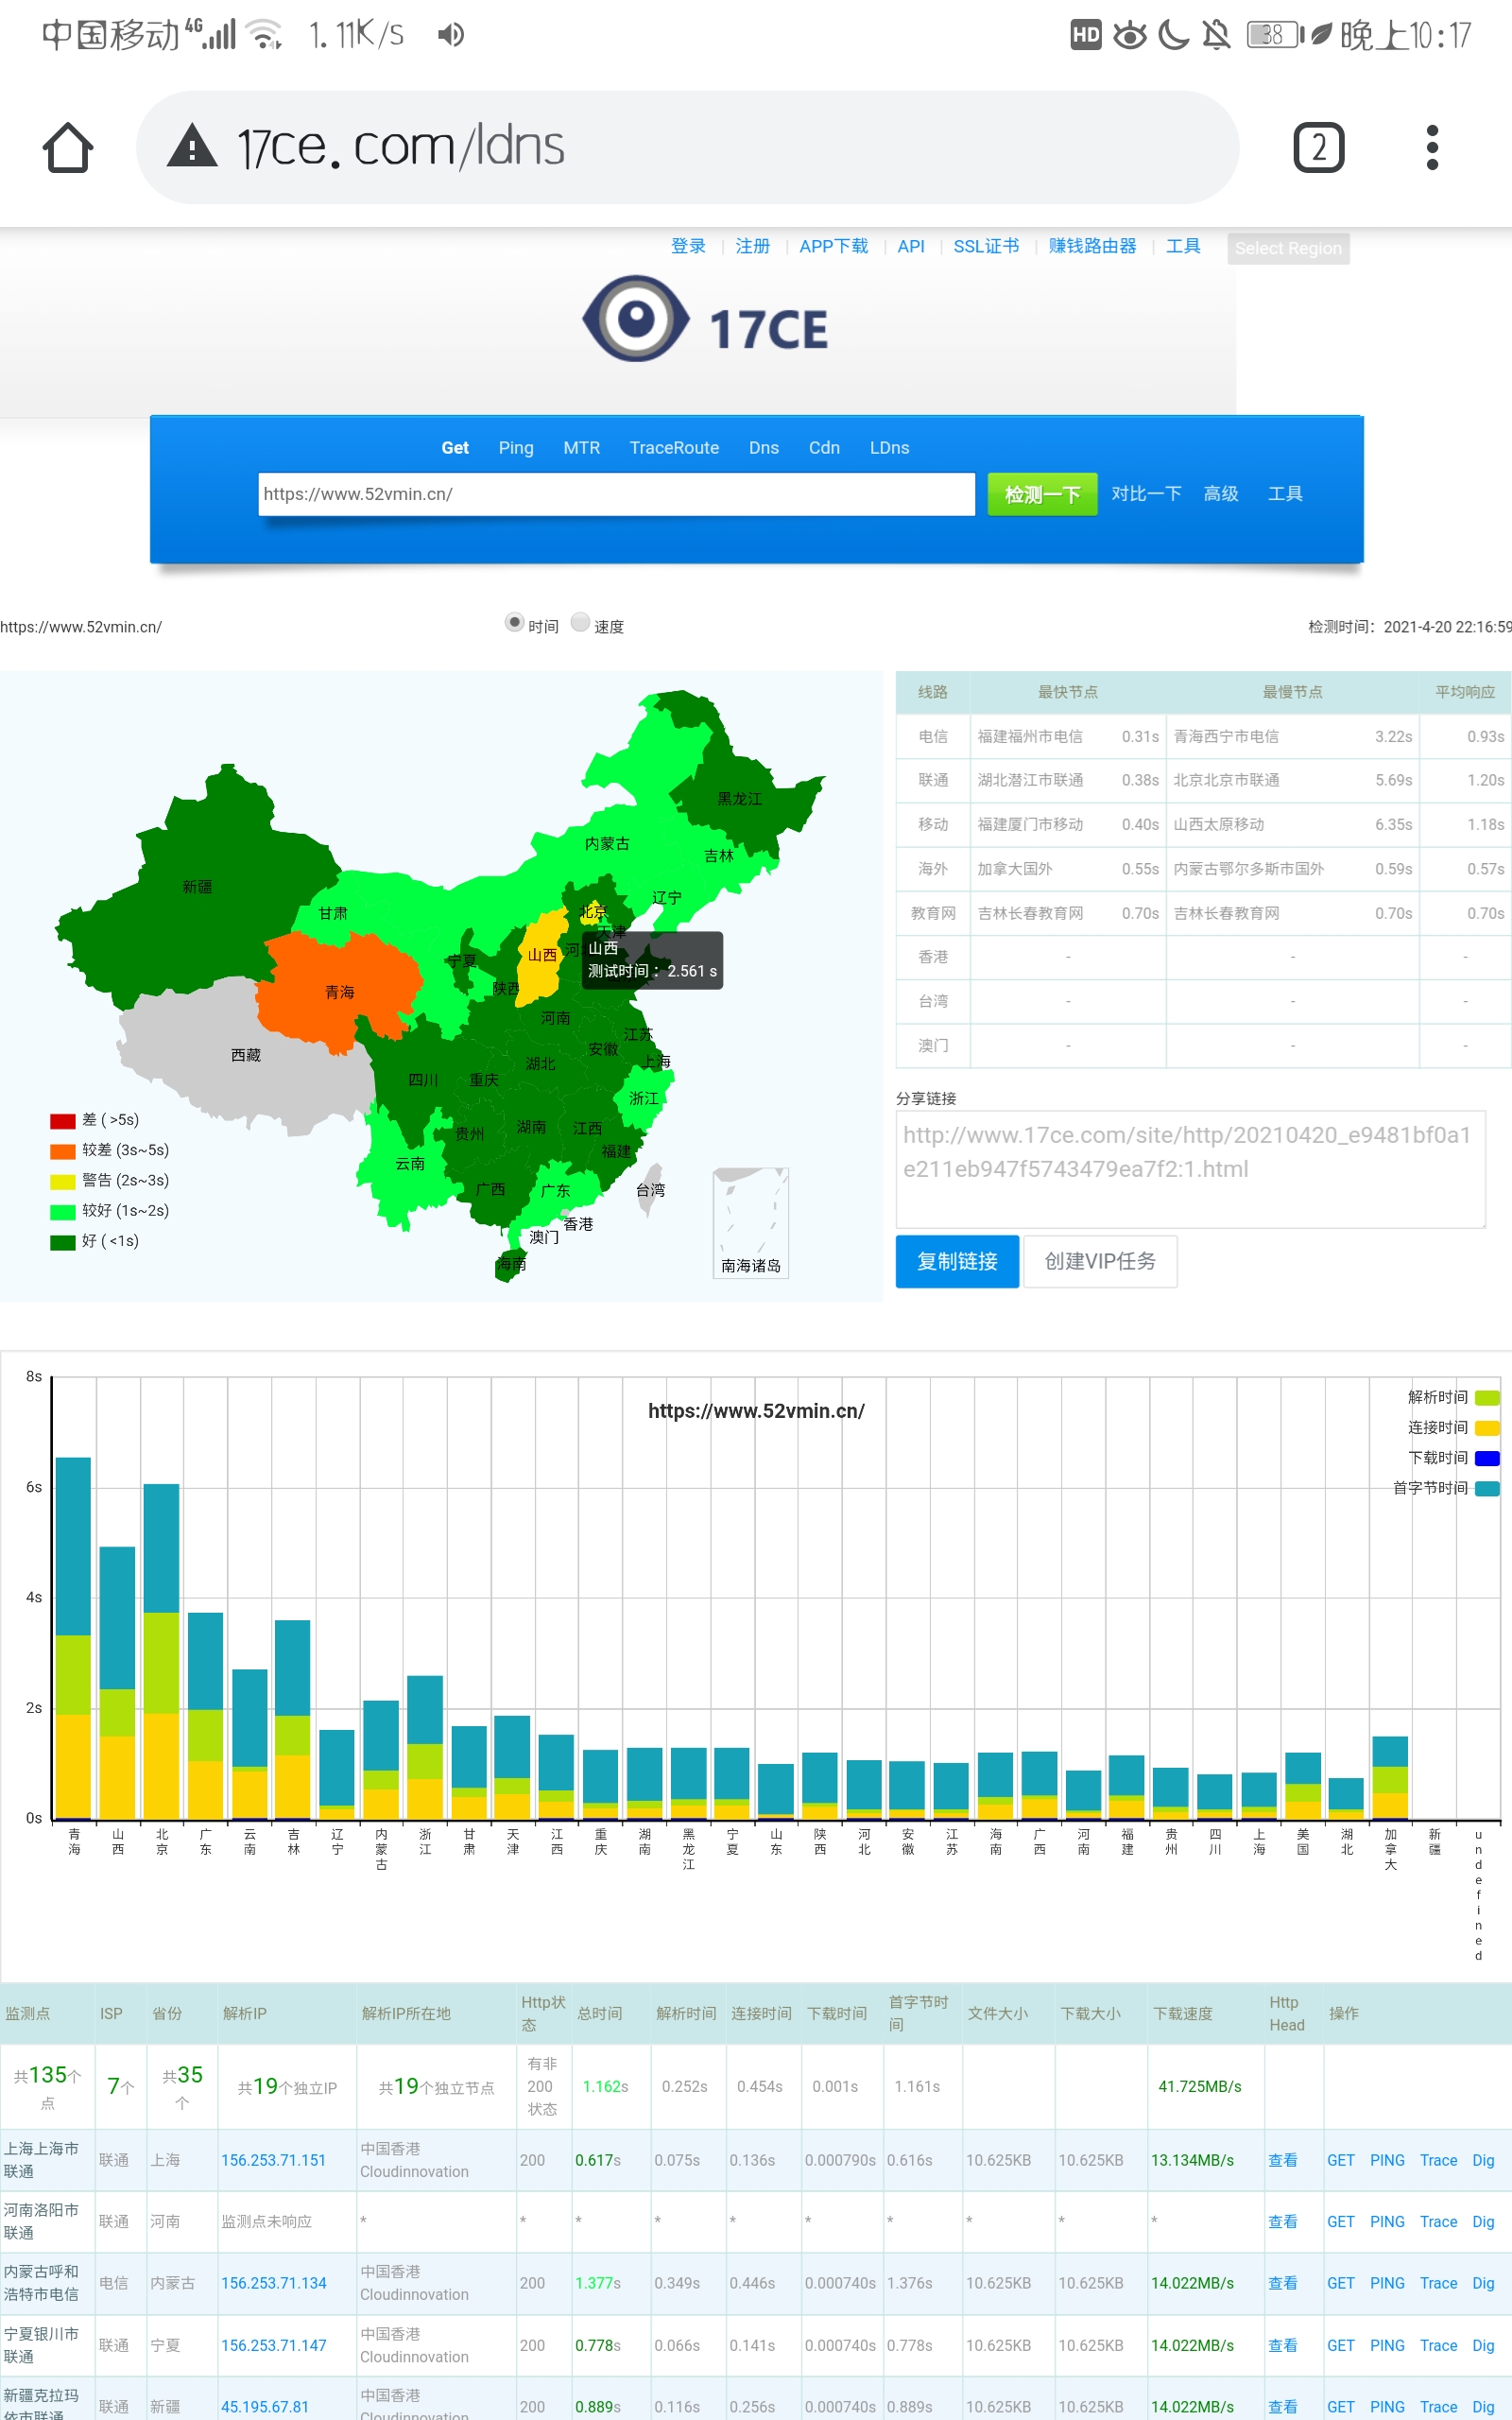 中国移动 4G 1.11K/S HD 38 晚上10:17
17ce.com/ldns 2
登录 | 注册 | APP下载 | API | SSL证书 | 赚钱路由器 | 工具 Select Region
17CE
Get Ping MTR TraceRoute Dns Cdn LDns
https://www.52vmin.cn/ 检测一下 对比一下 高级 工具
https://www.52vmin.cn/ 时间 速度 检测时间：2021-4-20 22:16:59
线路 最快节点 最慢节点 平均响应
电信 福建福州市电信 0.31s 青海西宁市电信 3.22s 0.93s
联通 湖北潜江市联通 0.38s 北京北京市联通 5.69s 1.20s
移动 福建厦门市移动 0.40s 山西太原移动 6.35s 1.18s
海外 加拿大国外 0.55s 内蒙古鄂尔多斯市国外 0.59s 0.57s
教育网 吉林长春教育网 0.70s 吉林长春教育网 0.70s 0.70s
香港 - - -
台湾 - - -
澳门 - - -
黑龙江
内蒙古
吉林
新疆
辽宁
甘肃
北京
天津
山西
山西
测试时间：2.561 s
宁夏
青海
陕西
河南
江苏
安徽
西藏
湖北
上海
四川
重庆
浙江
湖南
江西
贵州
福建
云南
广西
广东
台湾
香港
澳门
海南
南海诸岛
差 ( >5s)
较差 (3s~5s)
警告 (2s~3s)
较好 (1s~2s)
好 ( <1s)
分享链接
http://www.17ce.com/site/http/20210420_e9481bf0a1
e211eb947f5743479ea7f2:1.html
复制链接 创建VIP任务
https://www.52vmin.cn/
解析时间
连接时间
下载时间
首字节时间
8s
6s
4s
2s
0s
青海 山西 北京 广东 云南 吉林 辽宁 内蒙古 浙江 甘肃 天津 江西 重庆 湖南 黑龙江 宁夏 山东 陕西 河北 安徽 江苏 海南 广西 河南 福建 贵州 四川 上海 美国 湖北 加拿大 新疆 undefined
监测点 ISP 省份 解析IP 解析IP所在地 Http状态 总时间 解析时间 连接时间 下载时间 首字节时间 文件大小 下载大小 下载速度 Http Head 操作
共135个点 7个 共35个 共19个独立IP 共19个独立节点 有非200状态 1.162s 0.252s 0.454s 0.001s 1.161s 41.725MB/s
上海上海市联通 联通 上海 156.253.71.151 中国香港 Cloudinnovation 200 0.617s 0.075s 0.136s 0.000790s 0.616s 10.625KB 10.625KB 13.134MB/s 查看 GET PING Trace Dig
河南洛阳市联通 联通 河南 监测点未响应 * * * * * * * * * * 查看 GET PING Trace Dig
内蒙古呼和浩特市电信 电信 内蒙古 156.253.71.134 中国香港 Cloudinnovation 200 1.377s 0.349s 0.446s 0.000740s 1.376s 10.625KB 10.625KB 14.022MB/s 查看 GET PING Trace Dig
宁夏银川市联通 联通 宁夏 156.253.71.147 中国香港 Cloudinnovation 200 0.778s 0.066s 0.141s 0.000740s 0.778s 10.625KB 10.625KB 14.022MB/s 查看 GET PING Trace Dig
新疆克拉玛依市联通 联通 新疆 45.195.67.81 中国香港 Cloudinnovation 200 0.889s 0.116s 0.256s 0.000740s 0.889s 10.625KB 10.625KB 14.022MB/s 查看 GET PING Trace Dig